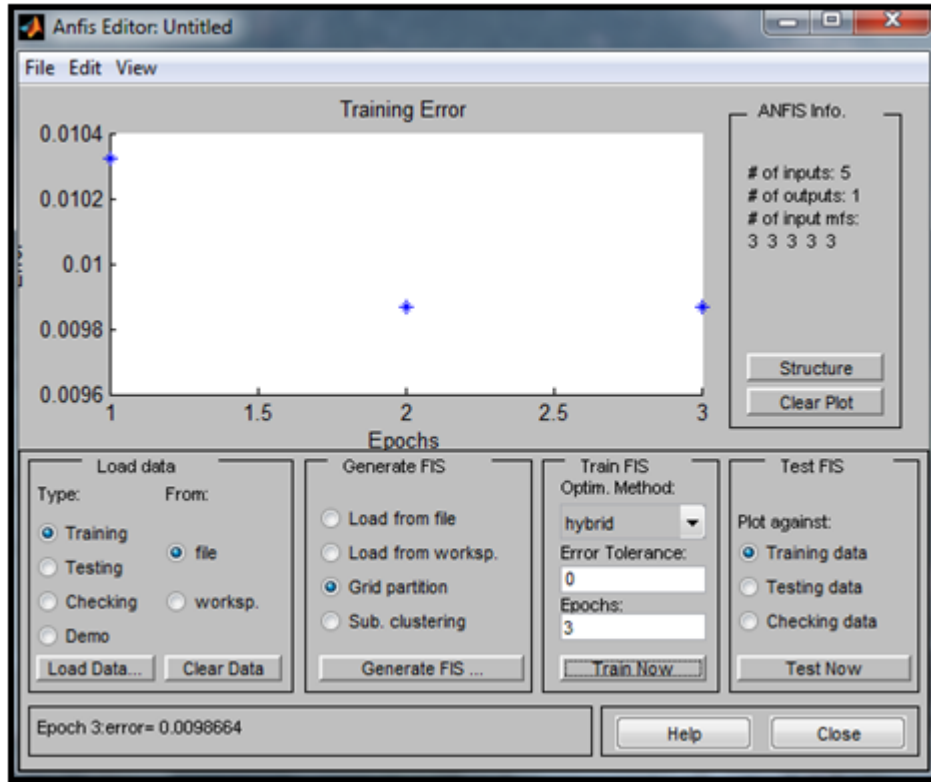 Anfis Editor: Untitled
File Edit View
Training Error
0.0104
0.0102
0.01
0.0098
0.0096
1 1.5 2 2.5 3
Epochs
ANFIS Info.
# of inputs: 5
# of outputs: 1
# of input mfs:
3 3 3 3 3
Structure
Clear Plot
Load data
Type: From:
Training
file
Testing
Checking
worksp.
Demo
Load Data... Clear Data
Generate FIS
Load from file
Load from worksp.
Grid partition
Sub. clustering
Generate FIS ...
Train FIS
Optim. Method:
hybrid
Error Tolerance:
0
Epochs:
3
Train Now
Test FIS
Plot against:
Training data
Testing data
Checking data
Test Now
Epoch 3:error= 0.0098664
Help
Close